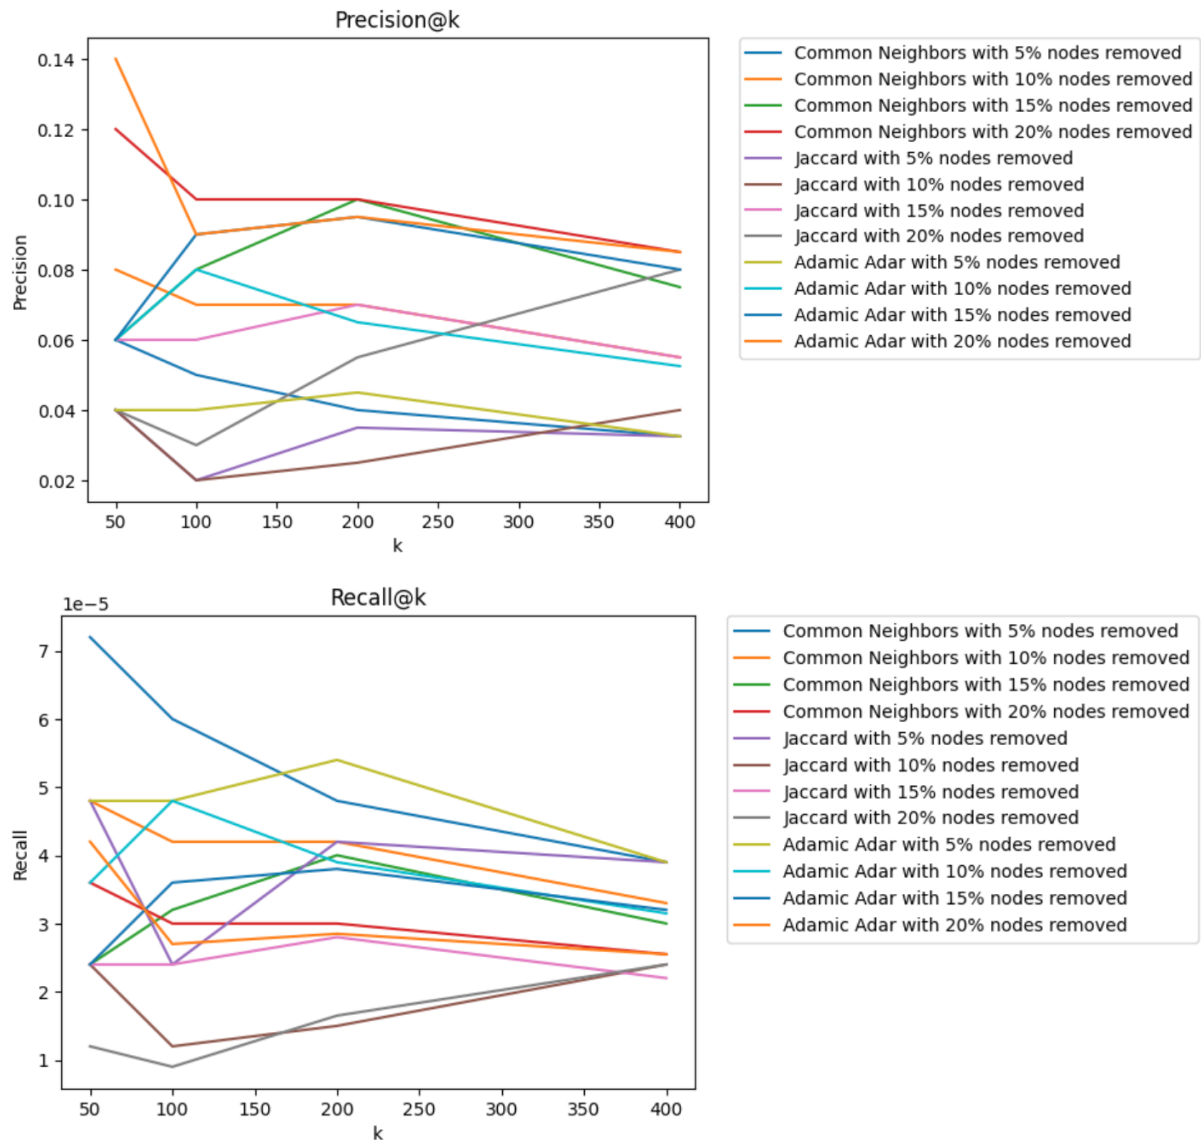 Precision@k
0.14
0.12
0.10
0.08
0.06
0.04
0.02
Precision
50
100
150
200
250
300
350
400
k
Common Neighbors with 5% nodes removed
Common Neighbors with 10% nodes removed
Common Neighbors with 15% nodes removed
Common Neighbors with 20% nodes removed
Jaccard with 5% nodes removed
Jaccard with 10% nodes removed
Jaccard with 15% nodes removed
Jaccard with 20% nodes removed
Adamic Adar with 5% nodes removed
Adamic Adar with 10% nodes removed
Adamic Adar with 15% nodes removed
Adamic Adar with 20% nodes removed
Recall@k
1e−5
7
6
5
4
3
2
1
Recall
50
100
150
200
250
300
350
400
k
Common Neighbors with 5% nodes removed
Common Neighbors with 10% nodes removed
Common Neighbors with 15% nodes removed
Common Neighbors with 20% nodes removed
Jaccard with 5% nodes removed
Jaccard with 10% nodes removed
Jaccard with 15% nodes removed
Jaccard with 20% nodes removed
Adamic Adar with 5% nodes removed
Adamic Adar with 10% nodes removed
Adamic Adar with 15% nodes removed
Adamic Adar with 20% nodes removed